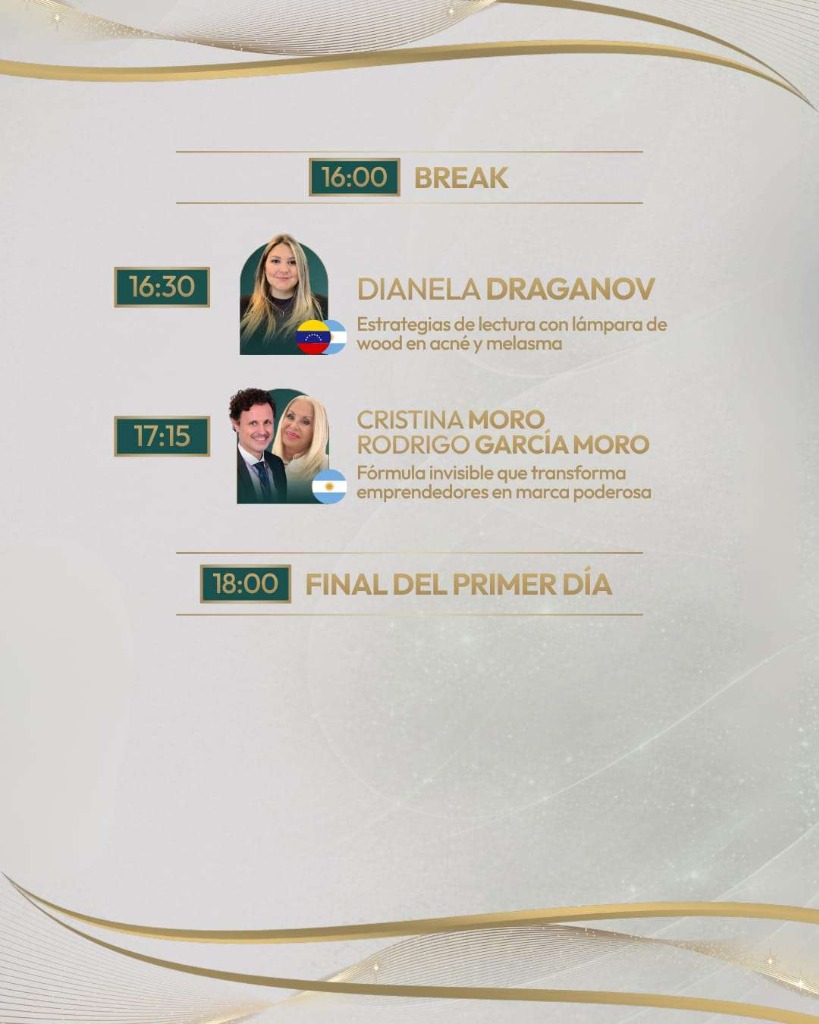 16:00 BREAK
16:30
DIANELA DRAGANOV
Estrategias de lectura con lámpara de
wood en acné y melasma
17:15
CRISTINA MORO
RODRIGO GARCÍA MORO
Fórmula invisible que transforma
emprendedores en marca poderosa
18:00 FINAL DEL PRIMER DÍA